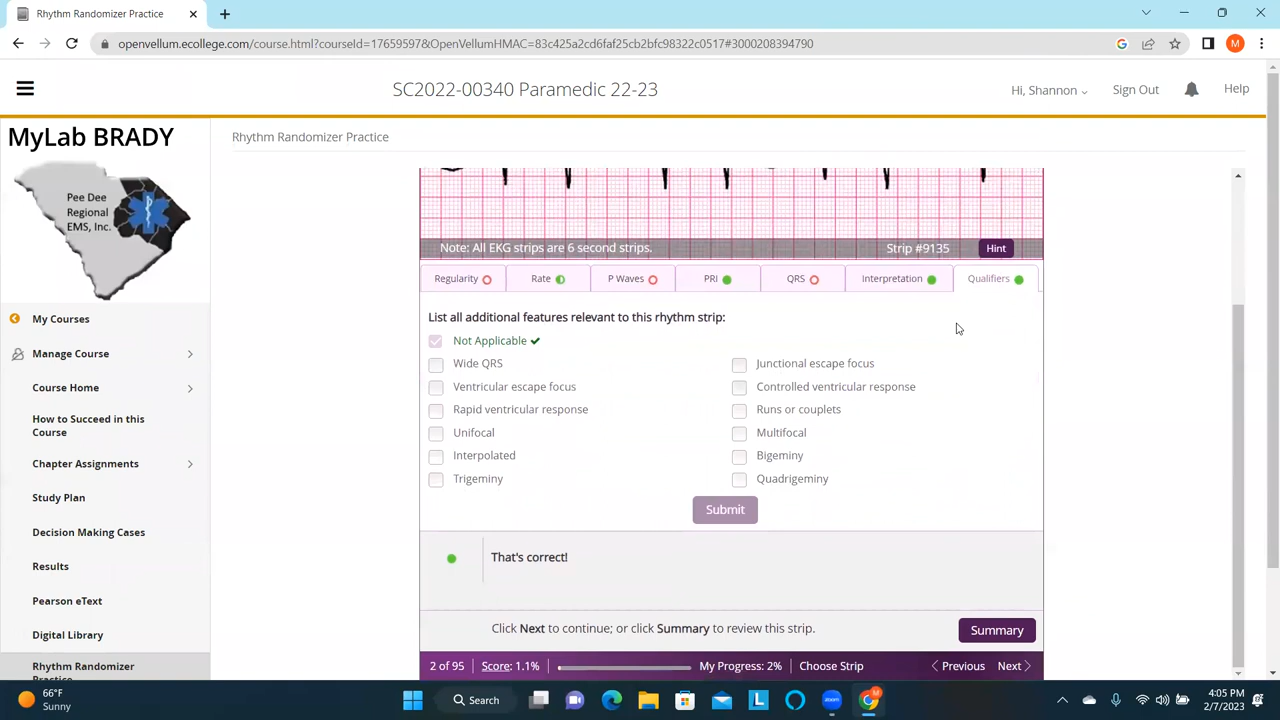 Rhythm Randomizer Practice
openvellum.ecollege.com/course.html?courseId=17659597&OpenVellumHMAC=f3c425a2cd6faf25cb2bfc98322c0517#3000208394790
SC2022-00340 Paramedic 22-23
Hi, Shannon
Sign Out
Help
MyLab BRADY
Pee Dee
Regional
EMS, Inc.
My Courses
Manage Course
Course Home
How to Succeed in this
Course
Chapter Assignments
Study Plan
Decision Making Cases
Results
Pearson eText
Digital Library
Rhythm Randomizer
Practice
Rhythm Randomizer Practice
Note: All EKG strips are 6 second strips.
Strip #9135
Hint
Regularity
Rate
P Waves
PRI
QRS
Interpretation
Qualifiers
List all additional features relevant to this rhythm strip:
Not Applicable
Wide QRS
Junctional escape focus
Ventricular escape focus
Controlled ventricular response
Rapid ventricular response
Runs or couplets
Unifocal
Multifocal
Interpolated
Bigeminy
Trigeminy
Quadrigeminy
Submit
That's correct!
Click Next to continue; or click Summary to review this strip.
Summary
2 of 95
Score: 1.1%
My Progress: 2%
Choose Strip
Previous
Next
66°F
Sunny
Search
zoom
4:05 PM
2/7/2023